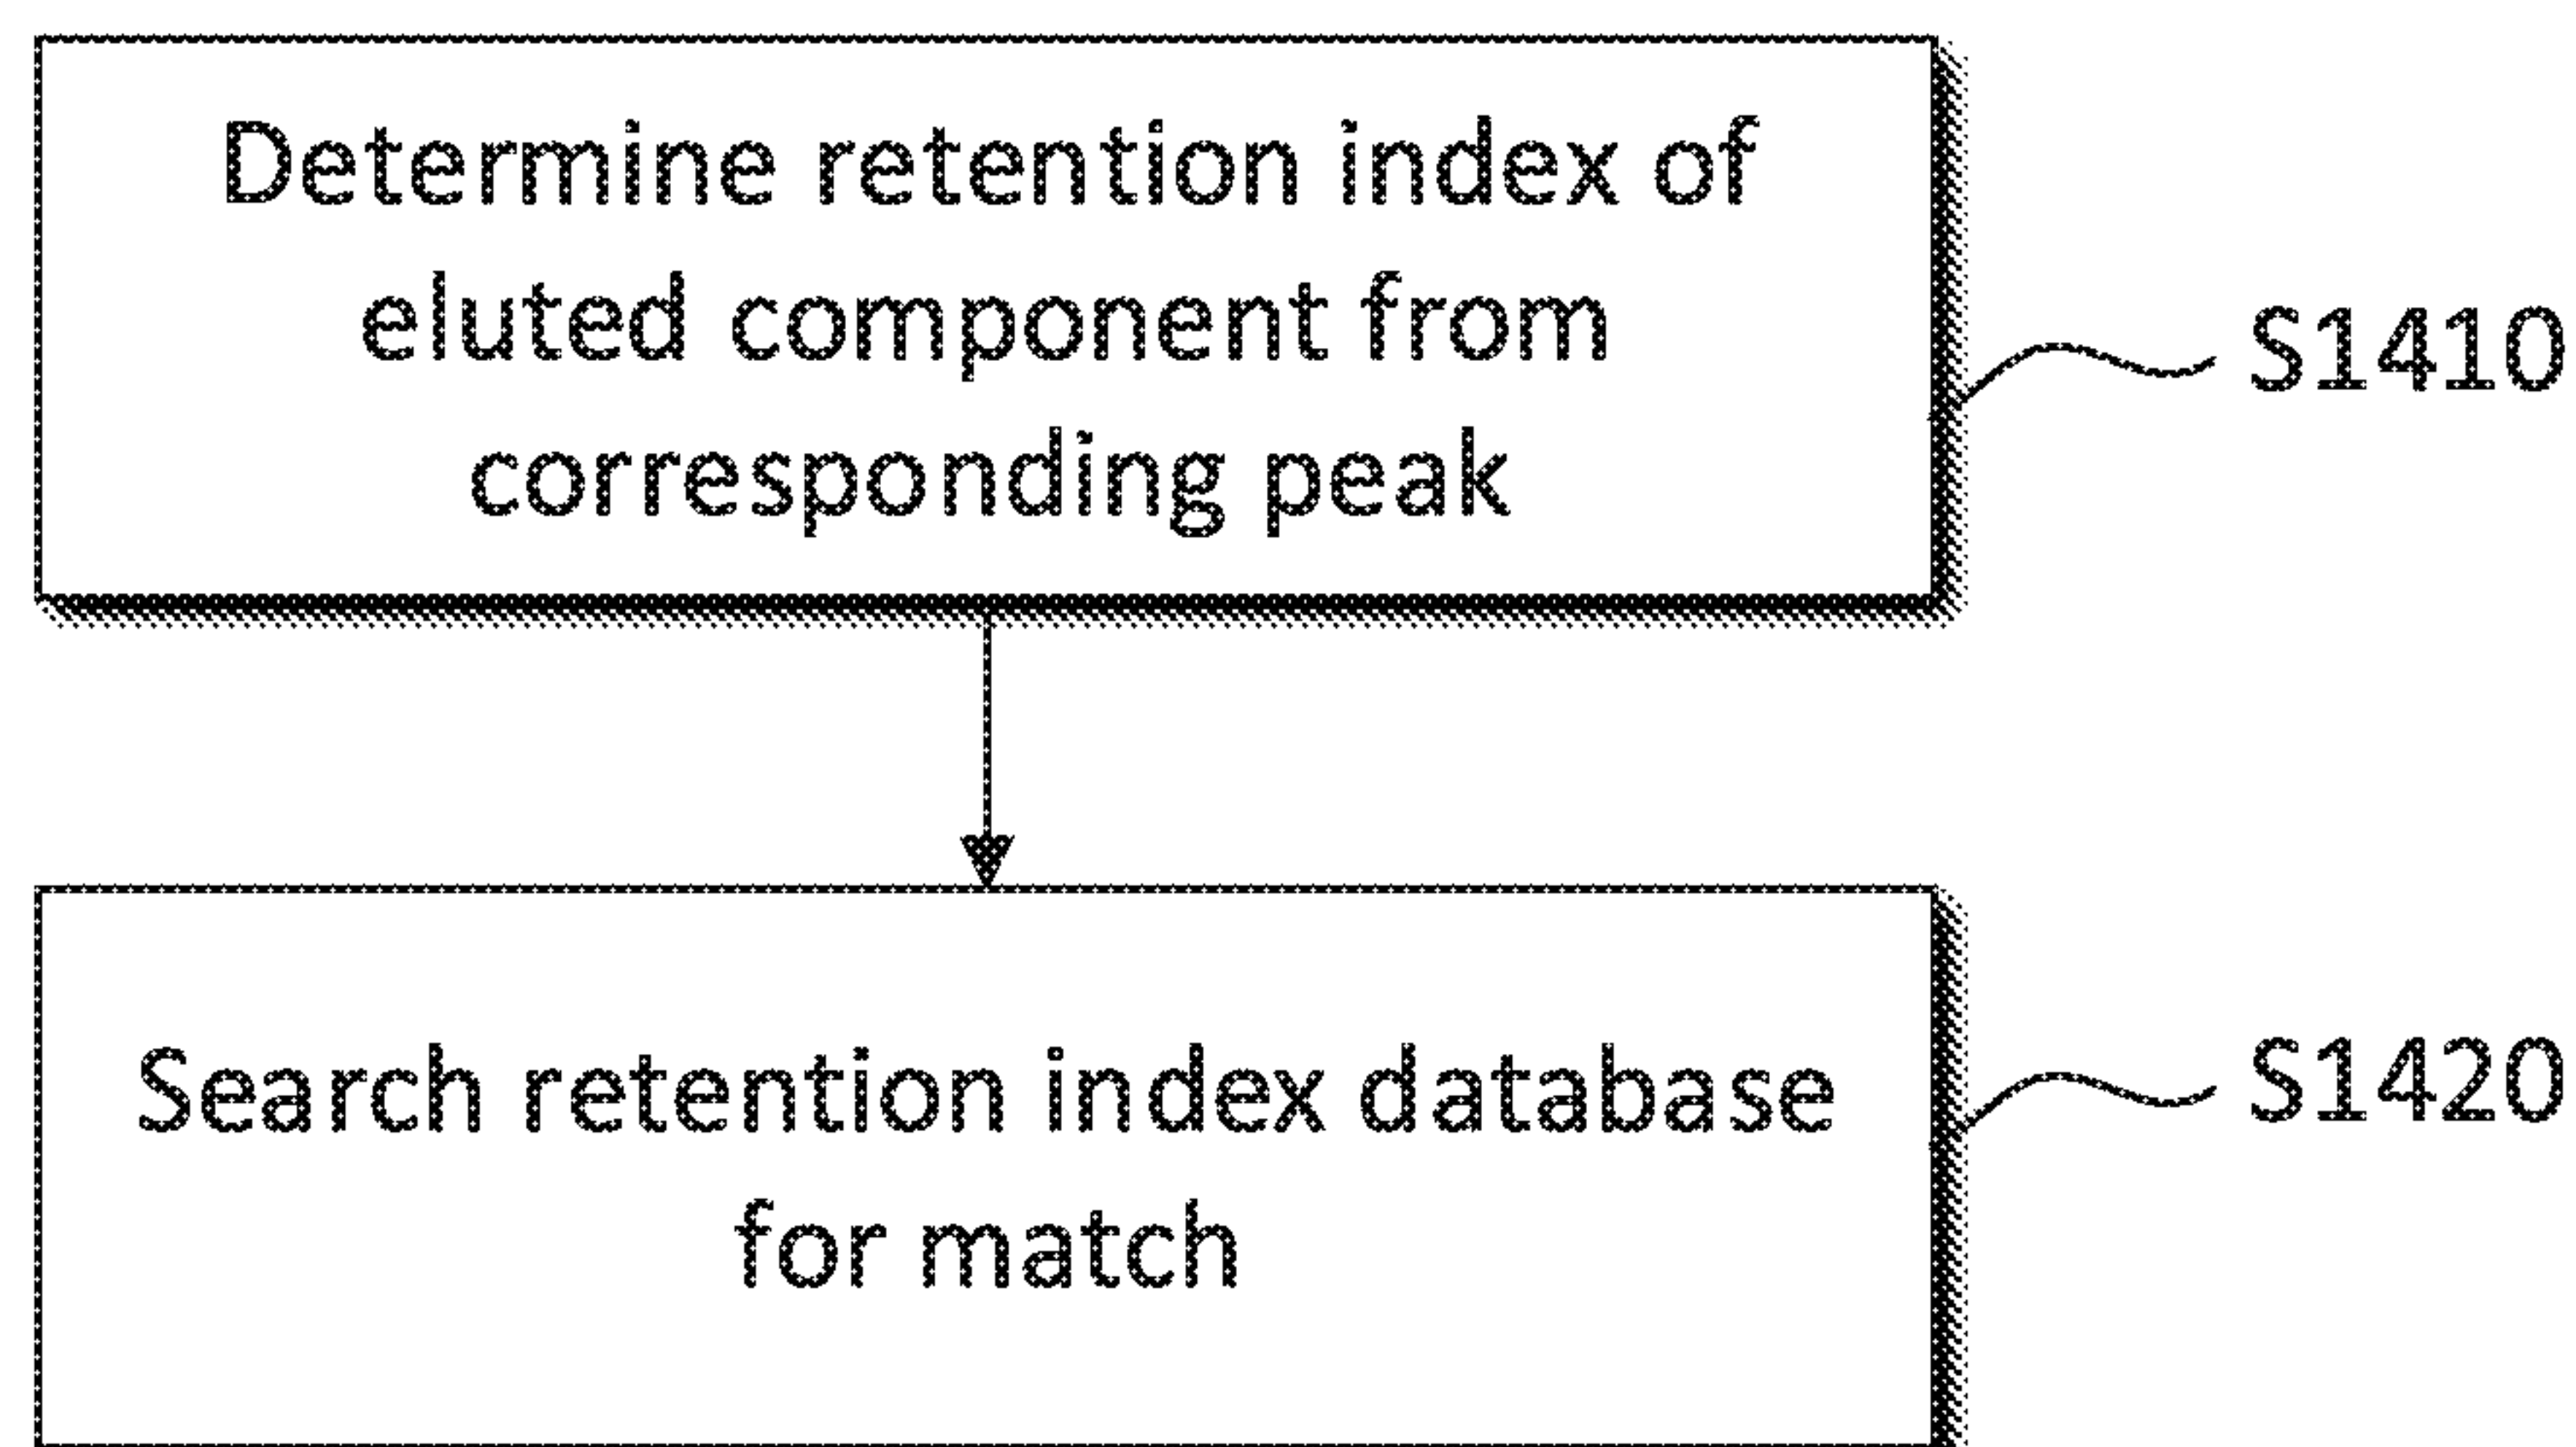 Determine retention index of
eluted component from
corresponding peak
S1410
Search retention index database
for match
S1420